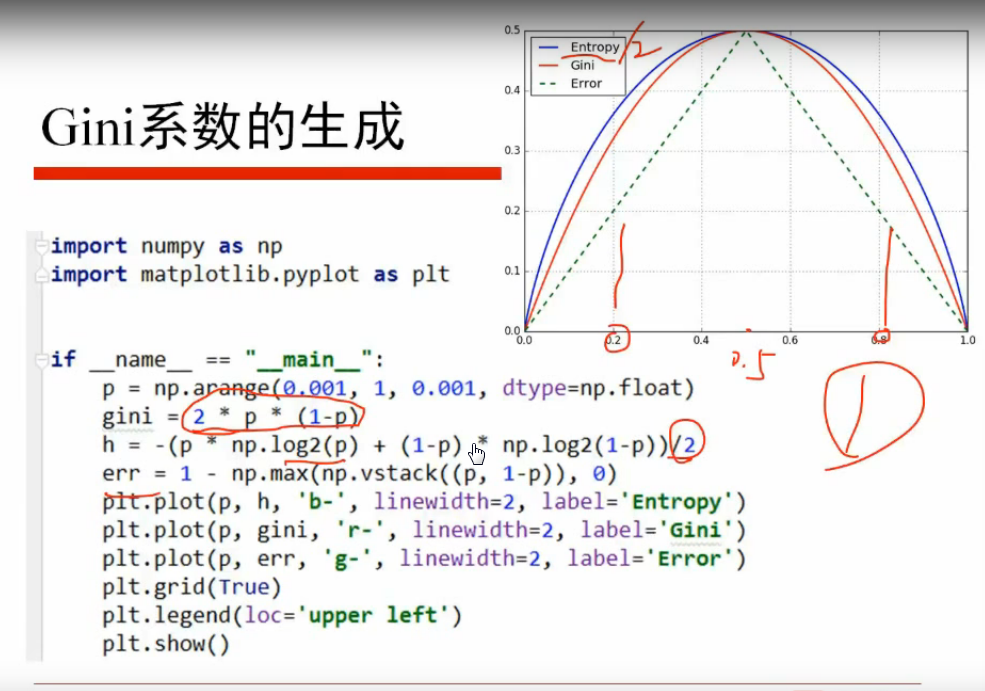 Gini系数的生成
import numpy as np
import matplotlib.pyplot as plt
if __name__ == "__main__":
p = np.arange(0.001, 1, 0.001, dtype=np.float)
gini = 2 * p * (1-p)
h = -(p * np.log2(p) + (1-p) * np.log2(1-p))/2
err = 1 - np.max(np.vstack((p, 1-p)), 0)
plt.plot(p, h, 'b-', linewidth=2, label='Entropy')
plt.plot(p, gini, 'r-', linewidth=2, label='Gini')
plt.plot(p, err, 'g-', linewidth=2, label='Error')
plt.grid(True)
plt.legend(loc='upper left')
plt.show()
0.5
0.4
0.3
0.2
0.1
0.0
Entropy /2
Gini
Error
0.0 0.2 0.4 0.6 0.8 1.0
0.5